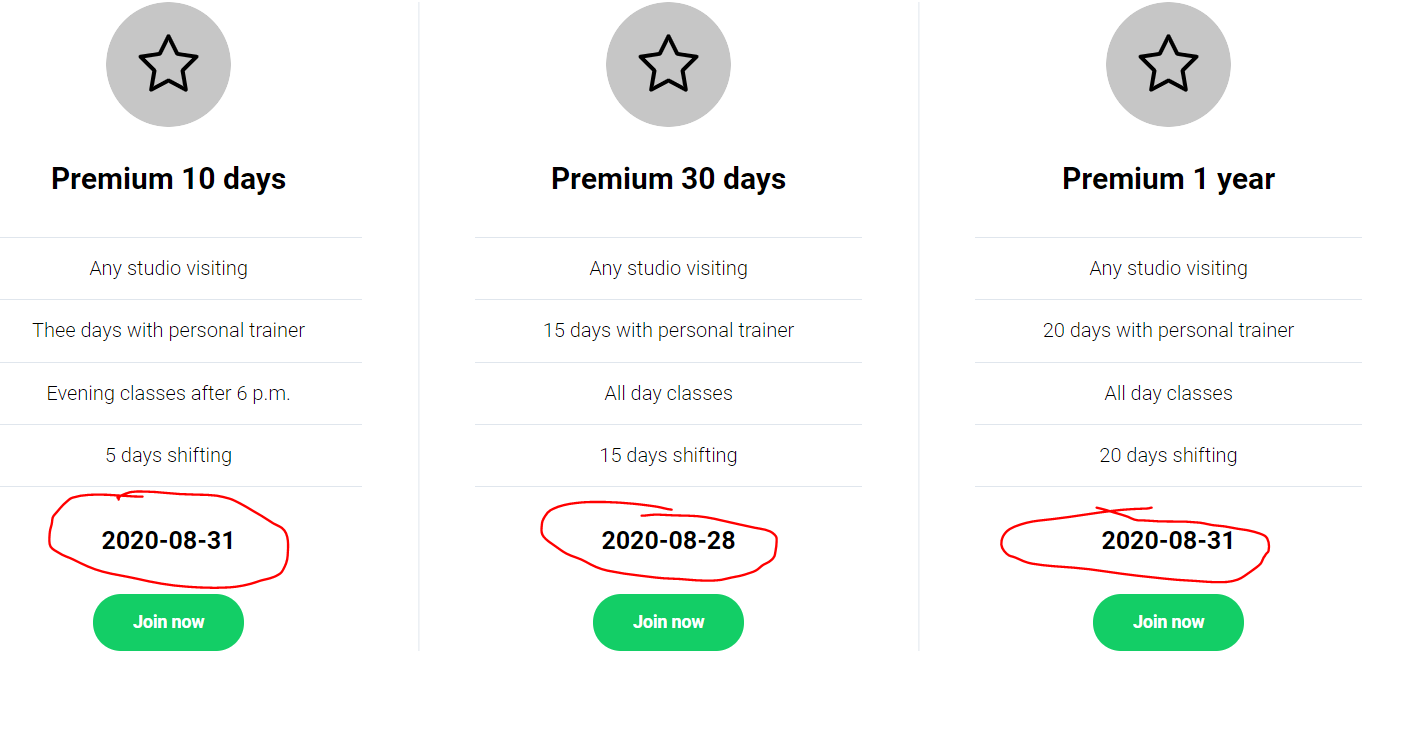 Premium 10 days
Any studio visiting
Thee days with personal trainer
Evening classes after 6 p.m.
5 days shifting
2020-08-31
Join now
Premium 30 days
Any studio visiting
15 days with personal trainer
All day classes
15 days shifting
2020-08-28
Join now
Premium 1 year
Any studio visiting
20 days with personal trainer
All day classes
20 days shifting
2020-08-31
Join now